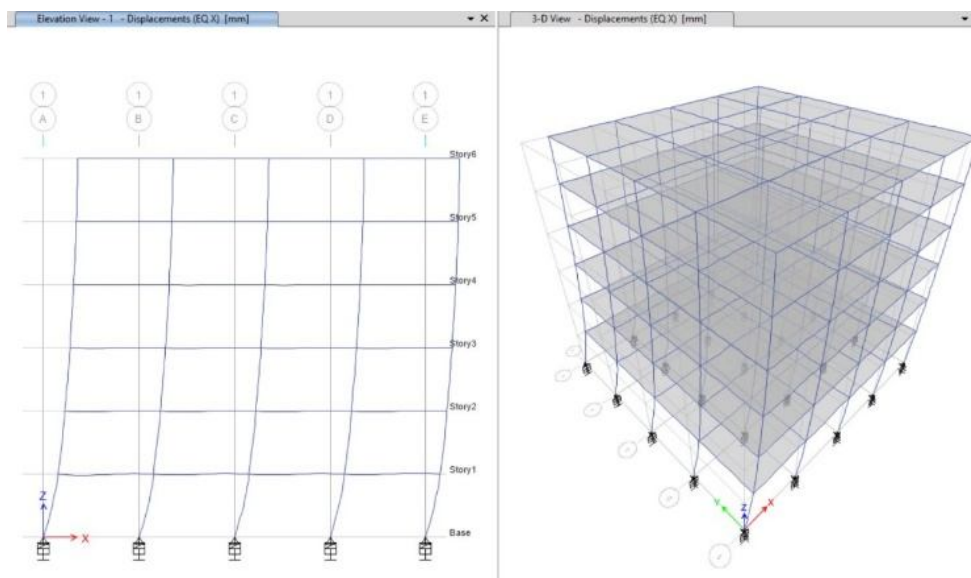 Elevation View - 1 - Displacements (EQ X) [mm]
3-D View - Displacements (EQ X) [mm]
1 1 1 1 1
A B C D E
Story6
Story5
Story4
Story3
Story2
Story1
Base
Z
X
Y Z X